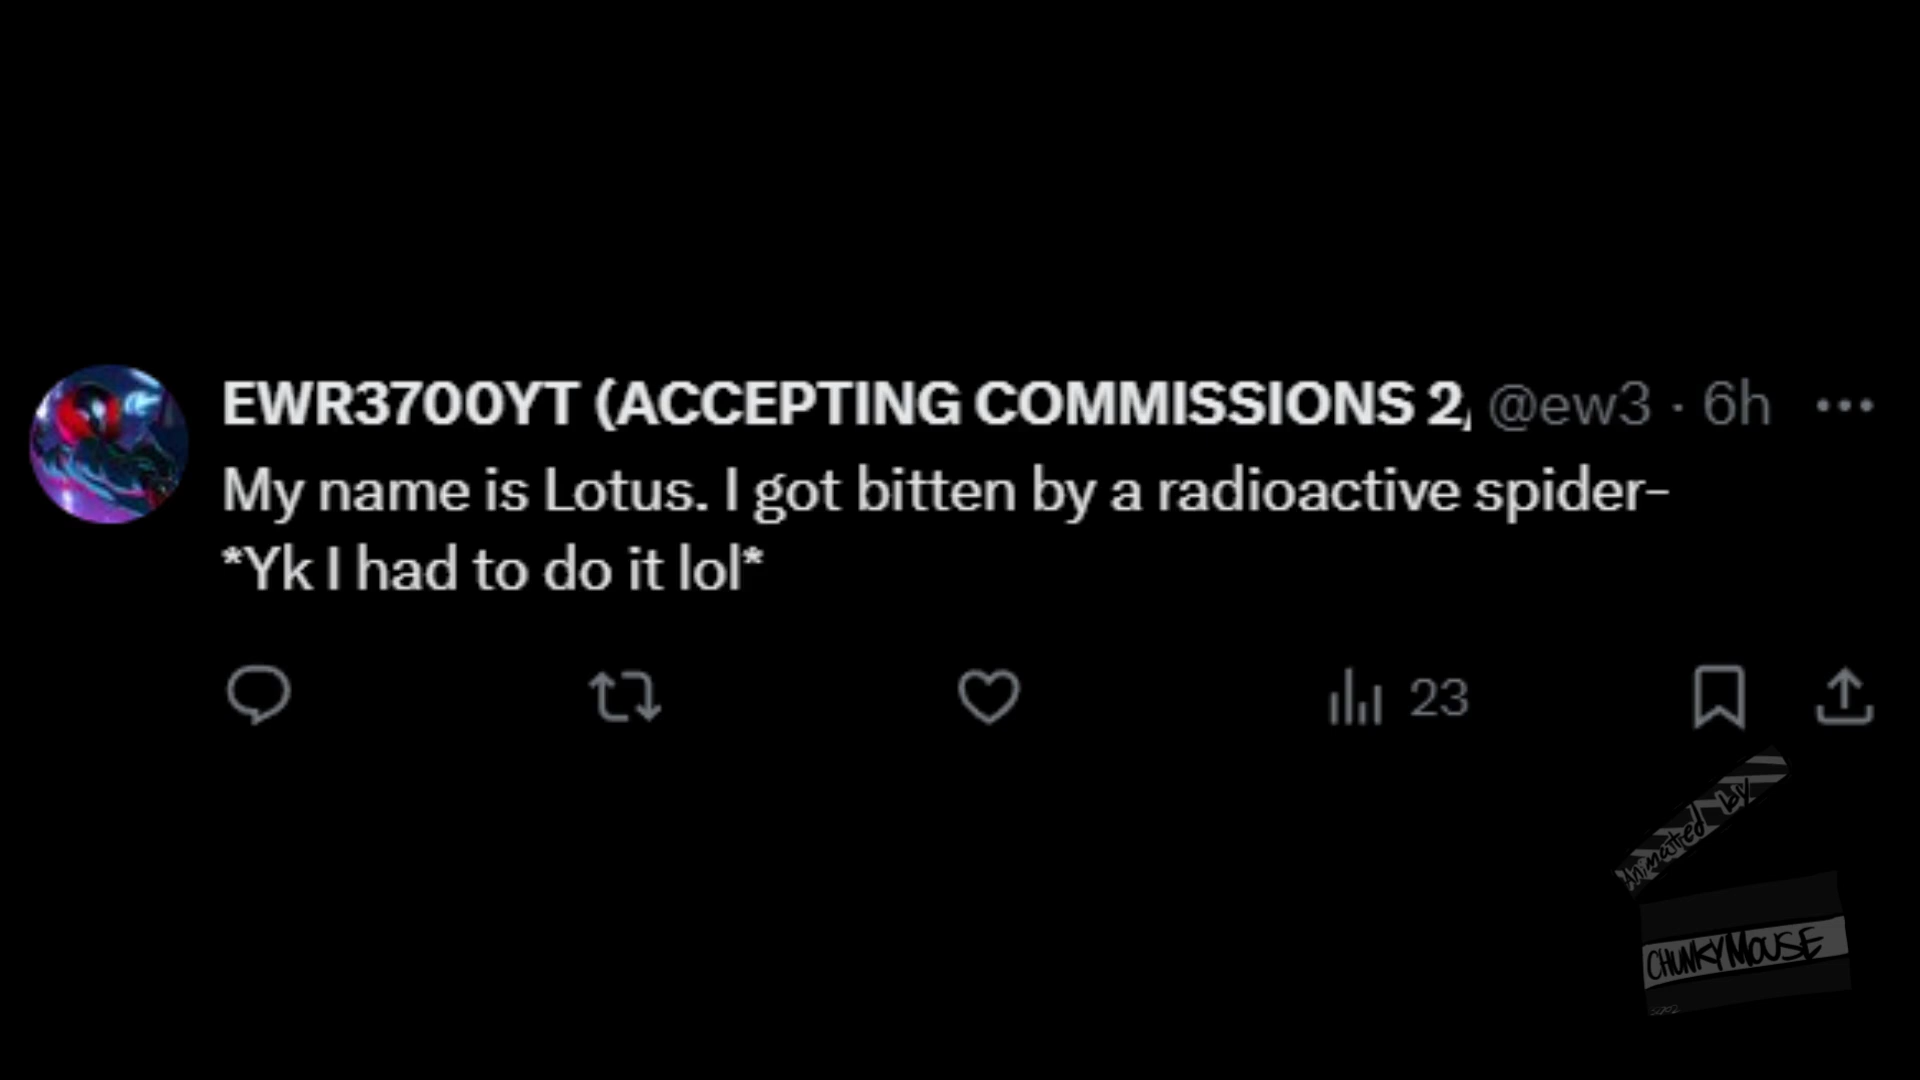 EWR3700YT (ACCEPTING COMMISSIONS 2, @ew3 · 6h
My name is Lotus. I got bitten by a radioactive spider-
*Yk I had to do it lol*
23
Animated by
CHUNKYMOUSE